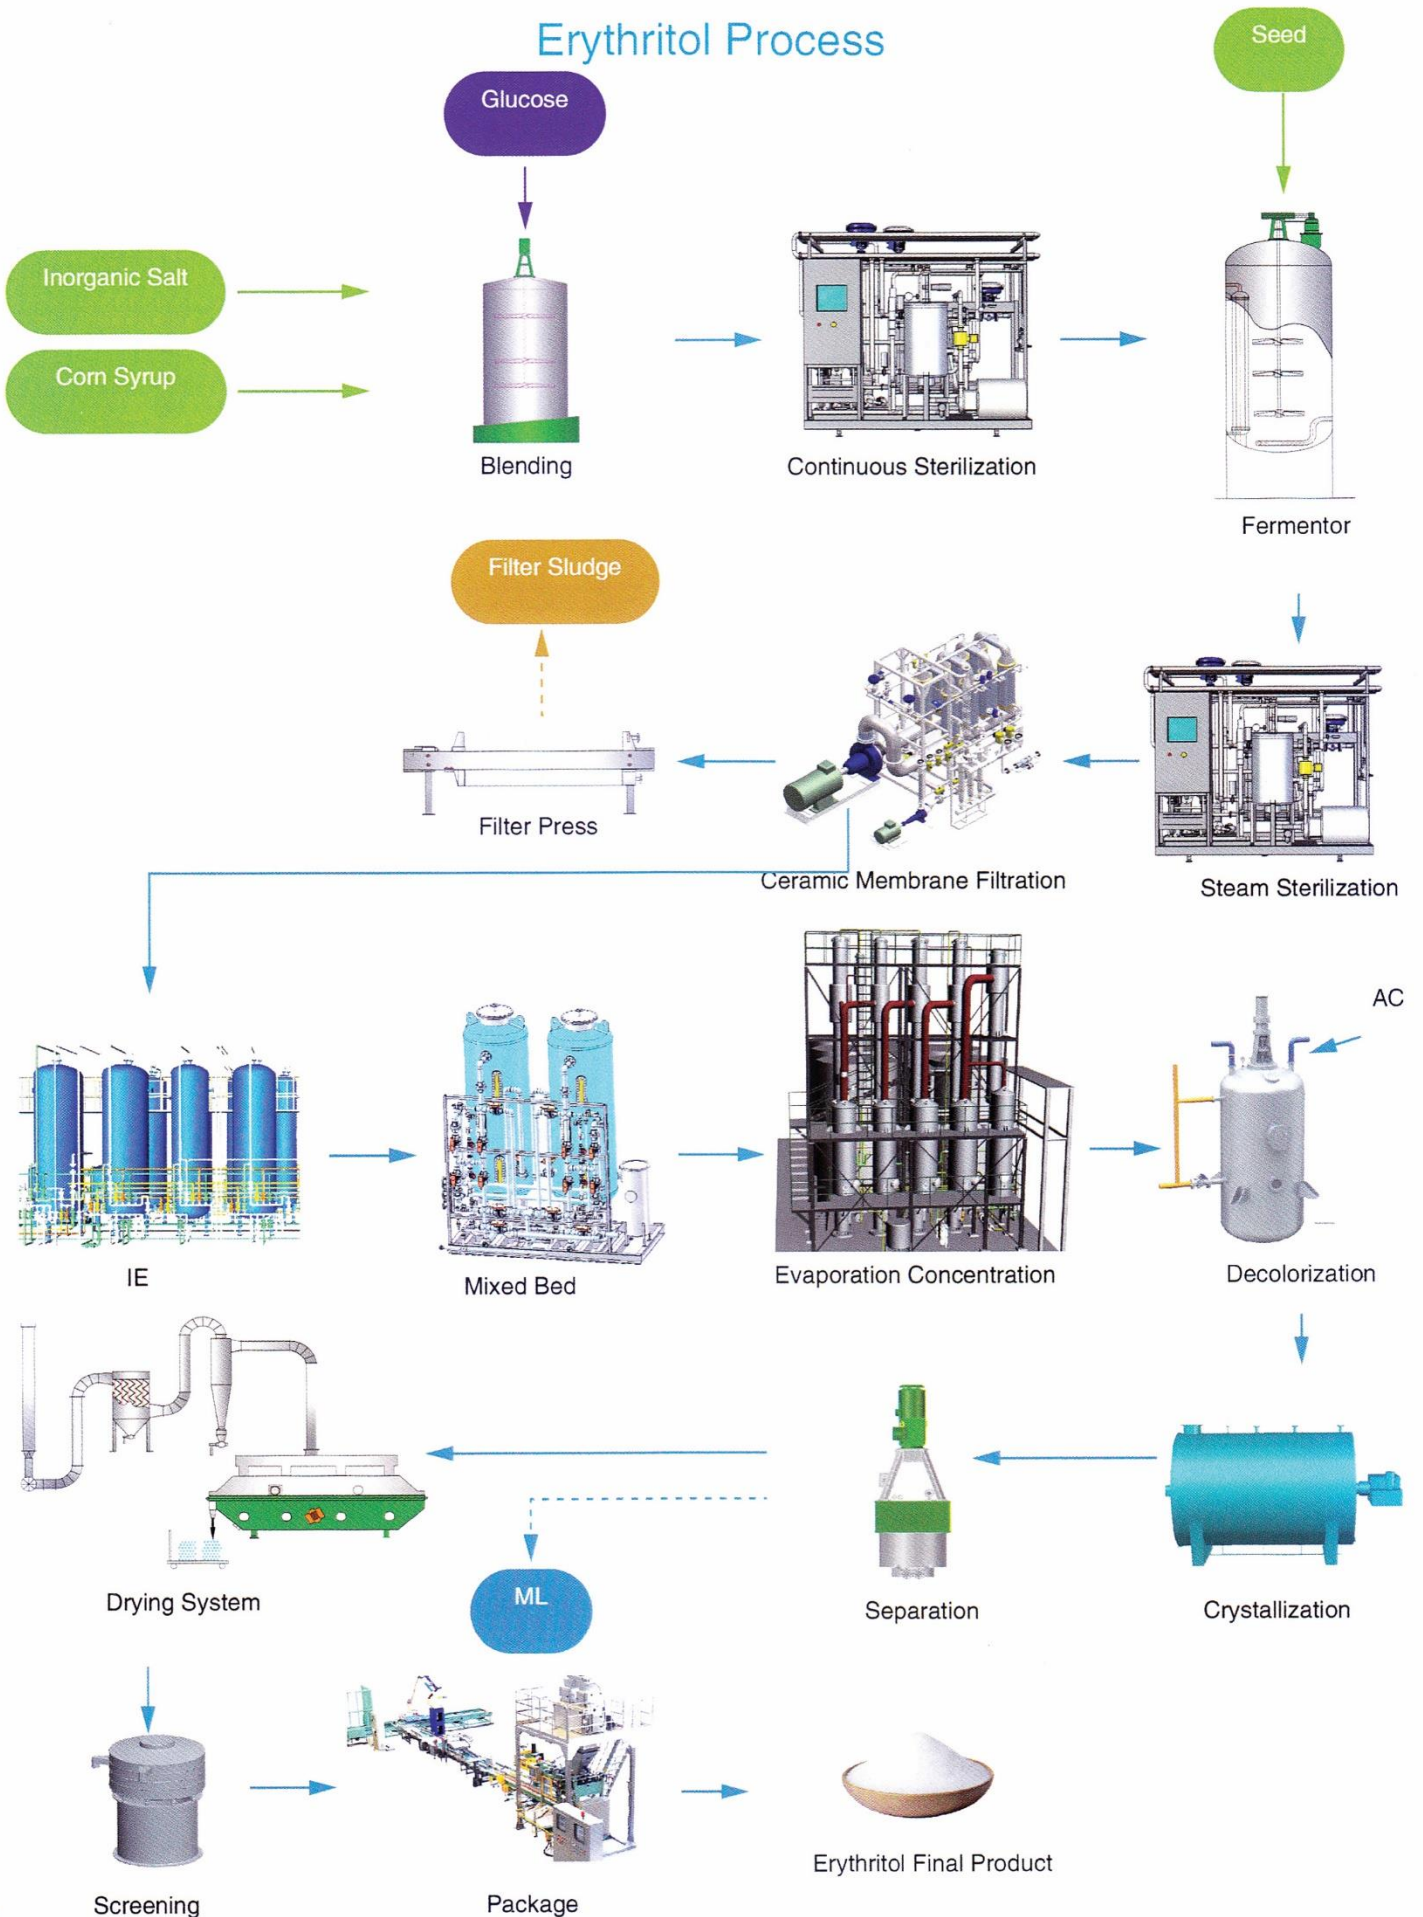 Erythritol Process
Seed
Glucose
Inorganic Salt
Corn Syrup
Blending
Continuous Sterilization
Fermentor
Filter Sludge
Filter Press
Ceramic Membrane Filtration
Steam Sterilization
AC
IE
Mixed Bed
Evaporation Concentration
Decolorization
Drying System
ML
Separation
Crystallization
Screening
Package
Erythritol Final Product